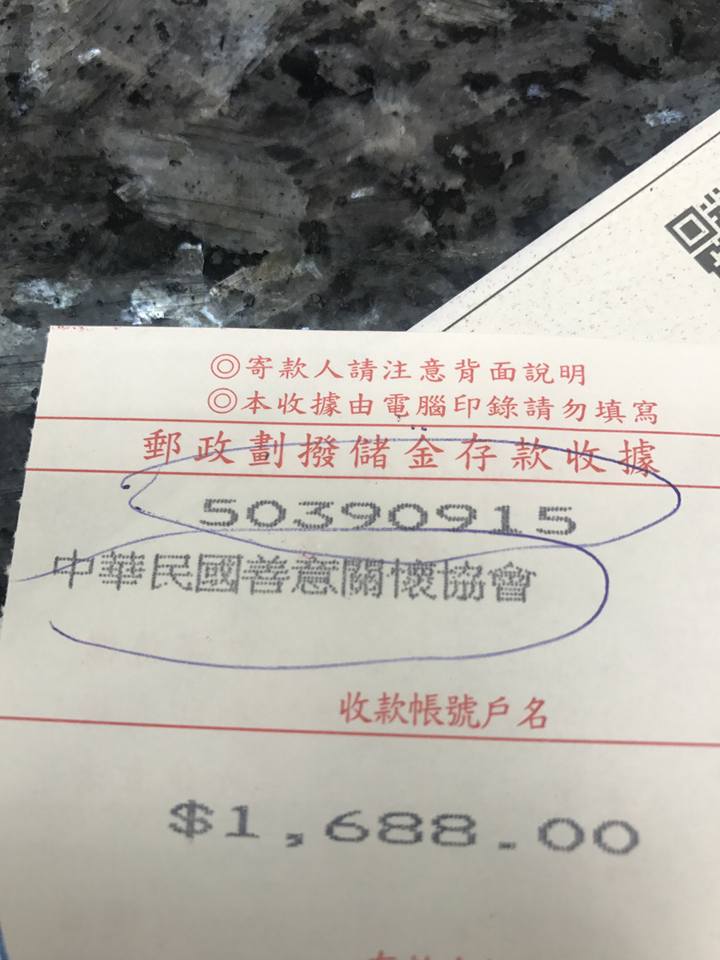 ◎寄款人請注意背面說明
◎本收據由電腦印錄請勿填寫
郵政劃撥儲金存款收據
50390915
中華民國善意關懷協會
收款帳號戶名
$1,688.00